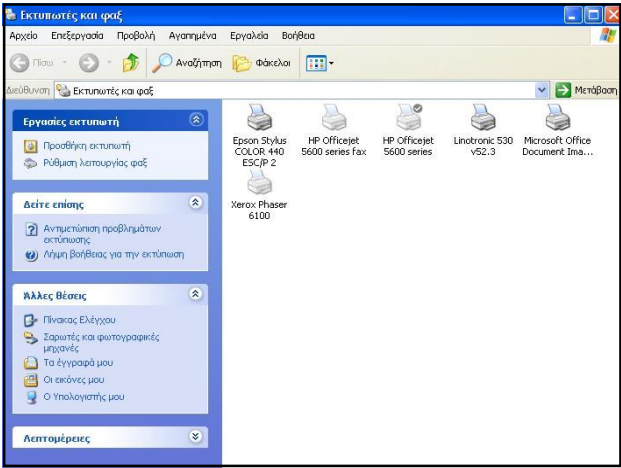 Εκτυπωτές και φαξ
Αρχείο Επεξεργασία Προβολή Αγαπημένα Εργαλεία Βοήθεια
Πίσω Αναζήτηση Φάκελοι
Διεύθυνση Εκτυπωτές και φαξ Μετάβαση
Εργασίες εκτυπωτή
Προσθήκη εκτυπωτή
Ρύθμιση λειτουργίας φαξ
Δείτε επίσης
Αντιμετώπιση προβλημάτων
εκτύπωσης
Λήψη βοήθειας για την εκτύπωση
Άλλες θέσεις
Πίνακας Ελέγχου
Σαρωτές και φωτογραφικές
μηχανές
Τα έγγραφά μου
Οι εικόνες μου
Ο Υπολογιστής μου
Λεπτομέρειες
Epson Stylus
COLOR 440
ESC/P 2
HP Officejet
5600 series fax
HP Officejet
5600 series
Linotronic 530
v52.3
Microsoft Office
Document Ima...
Xerox Phaser
6100